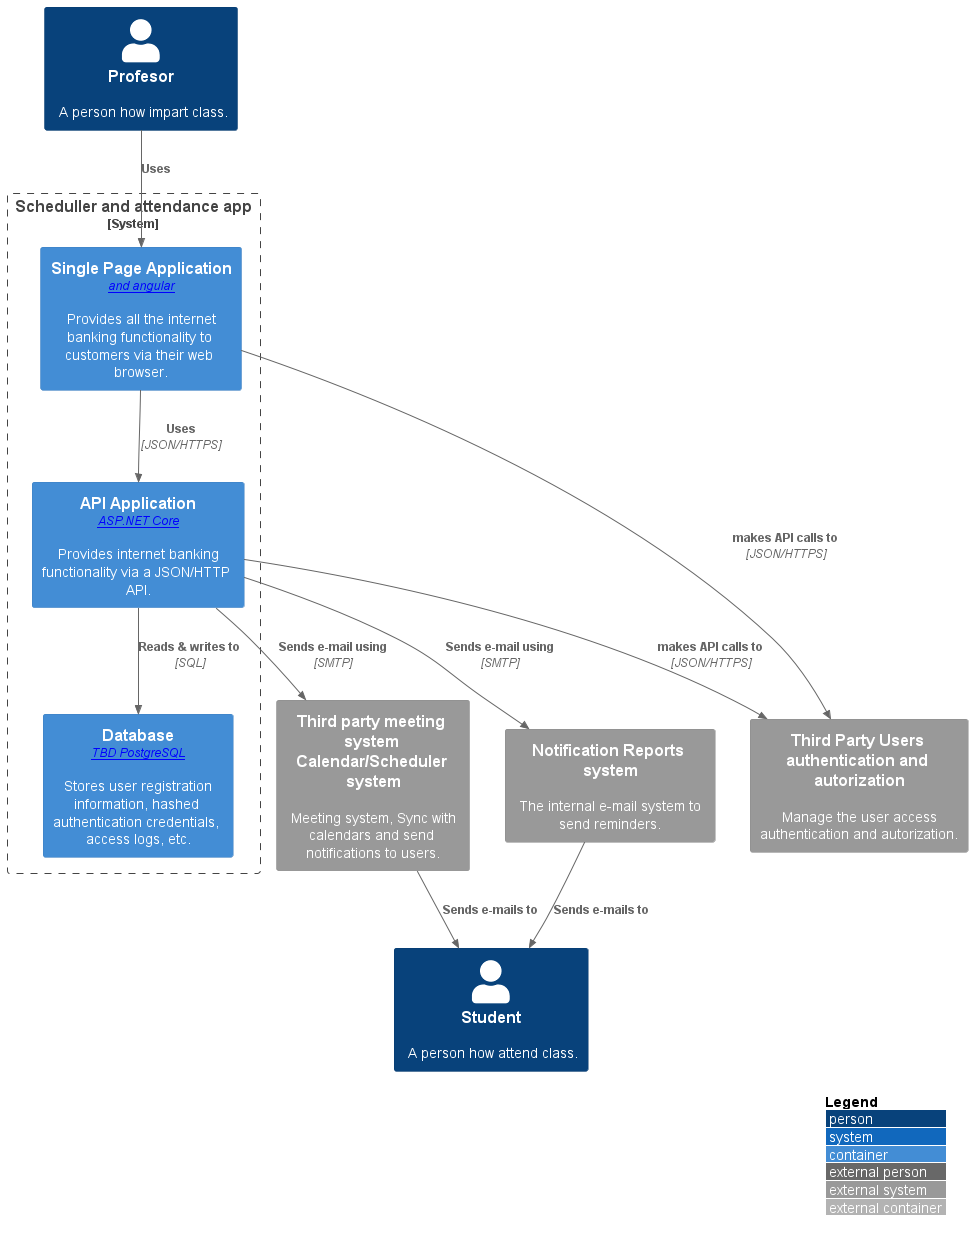 Profesor
A person how impart class.
Uses
Scheduller and attendance app
[System]
Single Page Application
and angular
Provides all the internet
banking functionality to
customers via their web
browser.
Uses
[JSON/HTTPS]
makes API calls to
[JSON/HTTPS]
API Application
ASP.NET Core
Provides internet banking
functionality via a JSON/HTTP
API.
Reads & writes to
[SQL]
Sends e-mail using
[SMTP]
Sends e-mail using
[SMTP]
makes API calls to
[JSON/HTTPS]
Database
TBD PostgreSQL
Stores user registration
information, hashed
authentication credentials,
access logs, etc.
Third party meeting
system
Calendar/Scheduler
system
Meeting system, Sync with
calendars and send
notifications to users.
Notification Reports
system
The internal e-mail system to
send reminders.
Third Party Users
authentication and
autorization
Manage the user access
authentication and autorization.
Sends e-mails to
Sends e-mails to
Student
A person how attend class.
Legend
person
system
container
external person
external system
external container